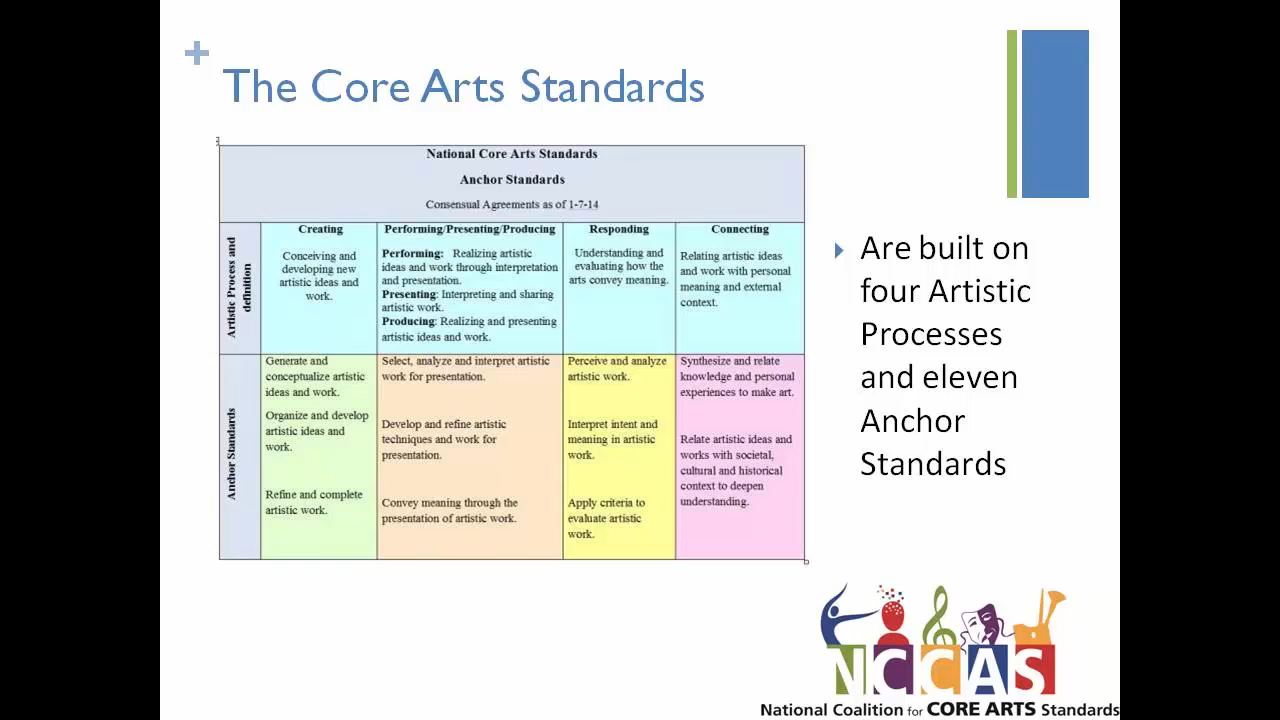 +
The Core Arts Standards
National Core Arts Standards
Anchor Standards
Consensual Agreements as of 1-7-14
Artistic Process and
definition
Creating
Conceiving and
developing new
artistic ideas and
work.
Performing/Presenting/Producing
Performing: Realizing artistic
ideas and work through interpretation
and presentation.
Presenting: Interpreting and sharing
artistic work.
Producing: Realizing and presenting
artistic ideas and work.
Responding
Understanding and
evaluating how the
arts convey meaning.
Connecting
Relating artistic ideas
and work with personal
meaning and external
context.
Anchor Standards
Generate and
conceptualize artistic
ideas and work.
Organize and develop
artistic ideas and
work.
Refine and complete
artistic work.
Select, analyze and interpret artistic
work for presentation.
Develop and refine artistic
techniques and work for
presentation.
Convey meaning through the
presentation of artistic work.
Perceive and analyze
artistic work.
Interpret intent and
meaning in artistic
work.
Apply criteria to
evaluate artistic
work.
Synthesize and relate
knowledge and personal
experiences to make art.
Relate artistic ideas and
works with societal,
cultural and historical
context to deepen
understanding.
Are built on
four Artistic
Processes
and eleven
Anchor
Standards
NCCAS
National Coalition for CORE ARTS Standards